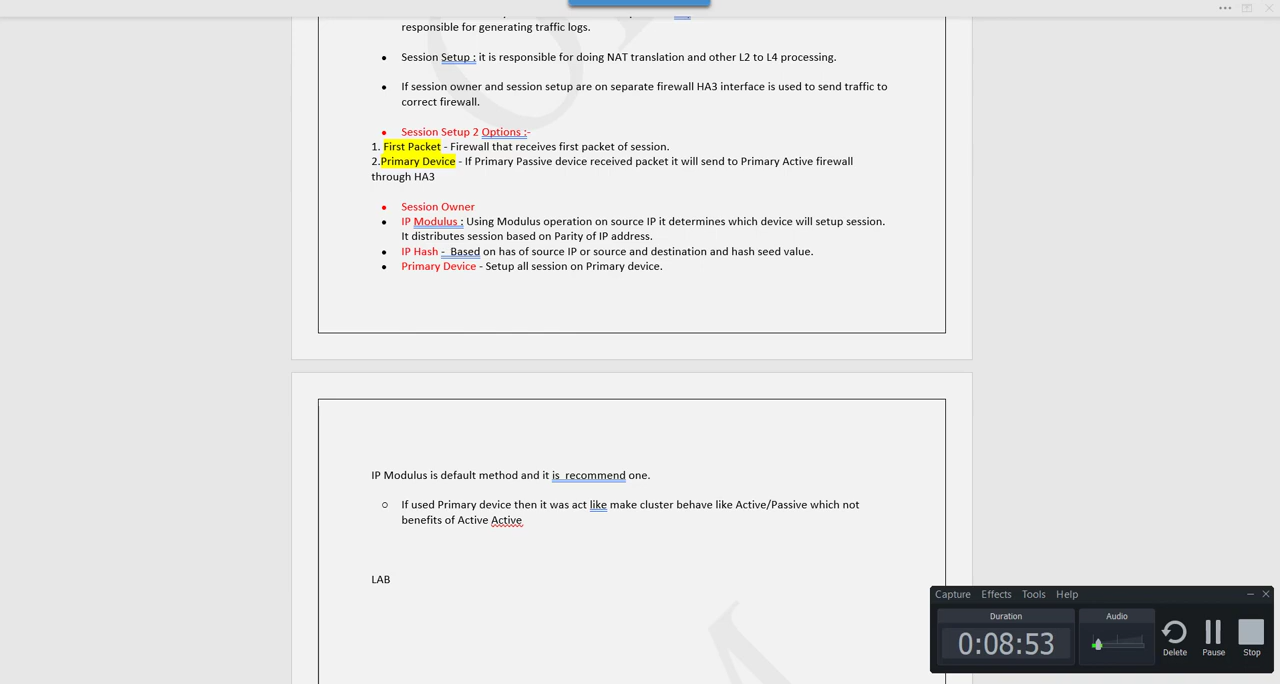 responsible for generating traffic logs.
• Session Setup : it is responsible for doing NAT translation and other L2 to L4 processing.
• If session owner and session setup are on separate firewall HA3 interface is used to send traffic to
correct firewall.
• Session Setup 2 Options :-
1. First Packet - Firewall that receives first packet of session.
2.Primary Device - If Primary Passive device received packet it will send to Primary Active firewall
through HA3
• Session Owner
• IP Modulus : Using Modulus operation on source IP it determines which device will setup session.
It distributes session based on Parity of IP address.
• IP Hash - Based on has of source IP or source and destination and hash seed value.
• Primary Device - Setup all session on Primary device.
IP Modulus is default method and it is recommend one.
○ If used Primary device then it was act like make cluster behave like Active/Passive which not
benefits of Active Active
LAB
Capture Effects Tools Help
Duration
Audio
0:08:53
Delete Pause Stop